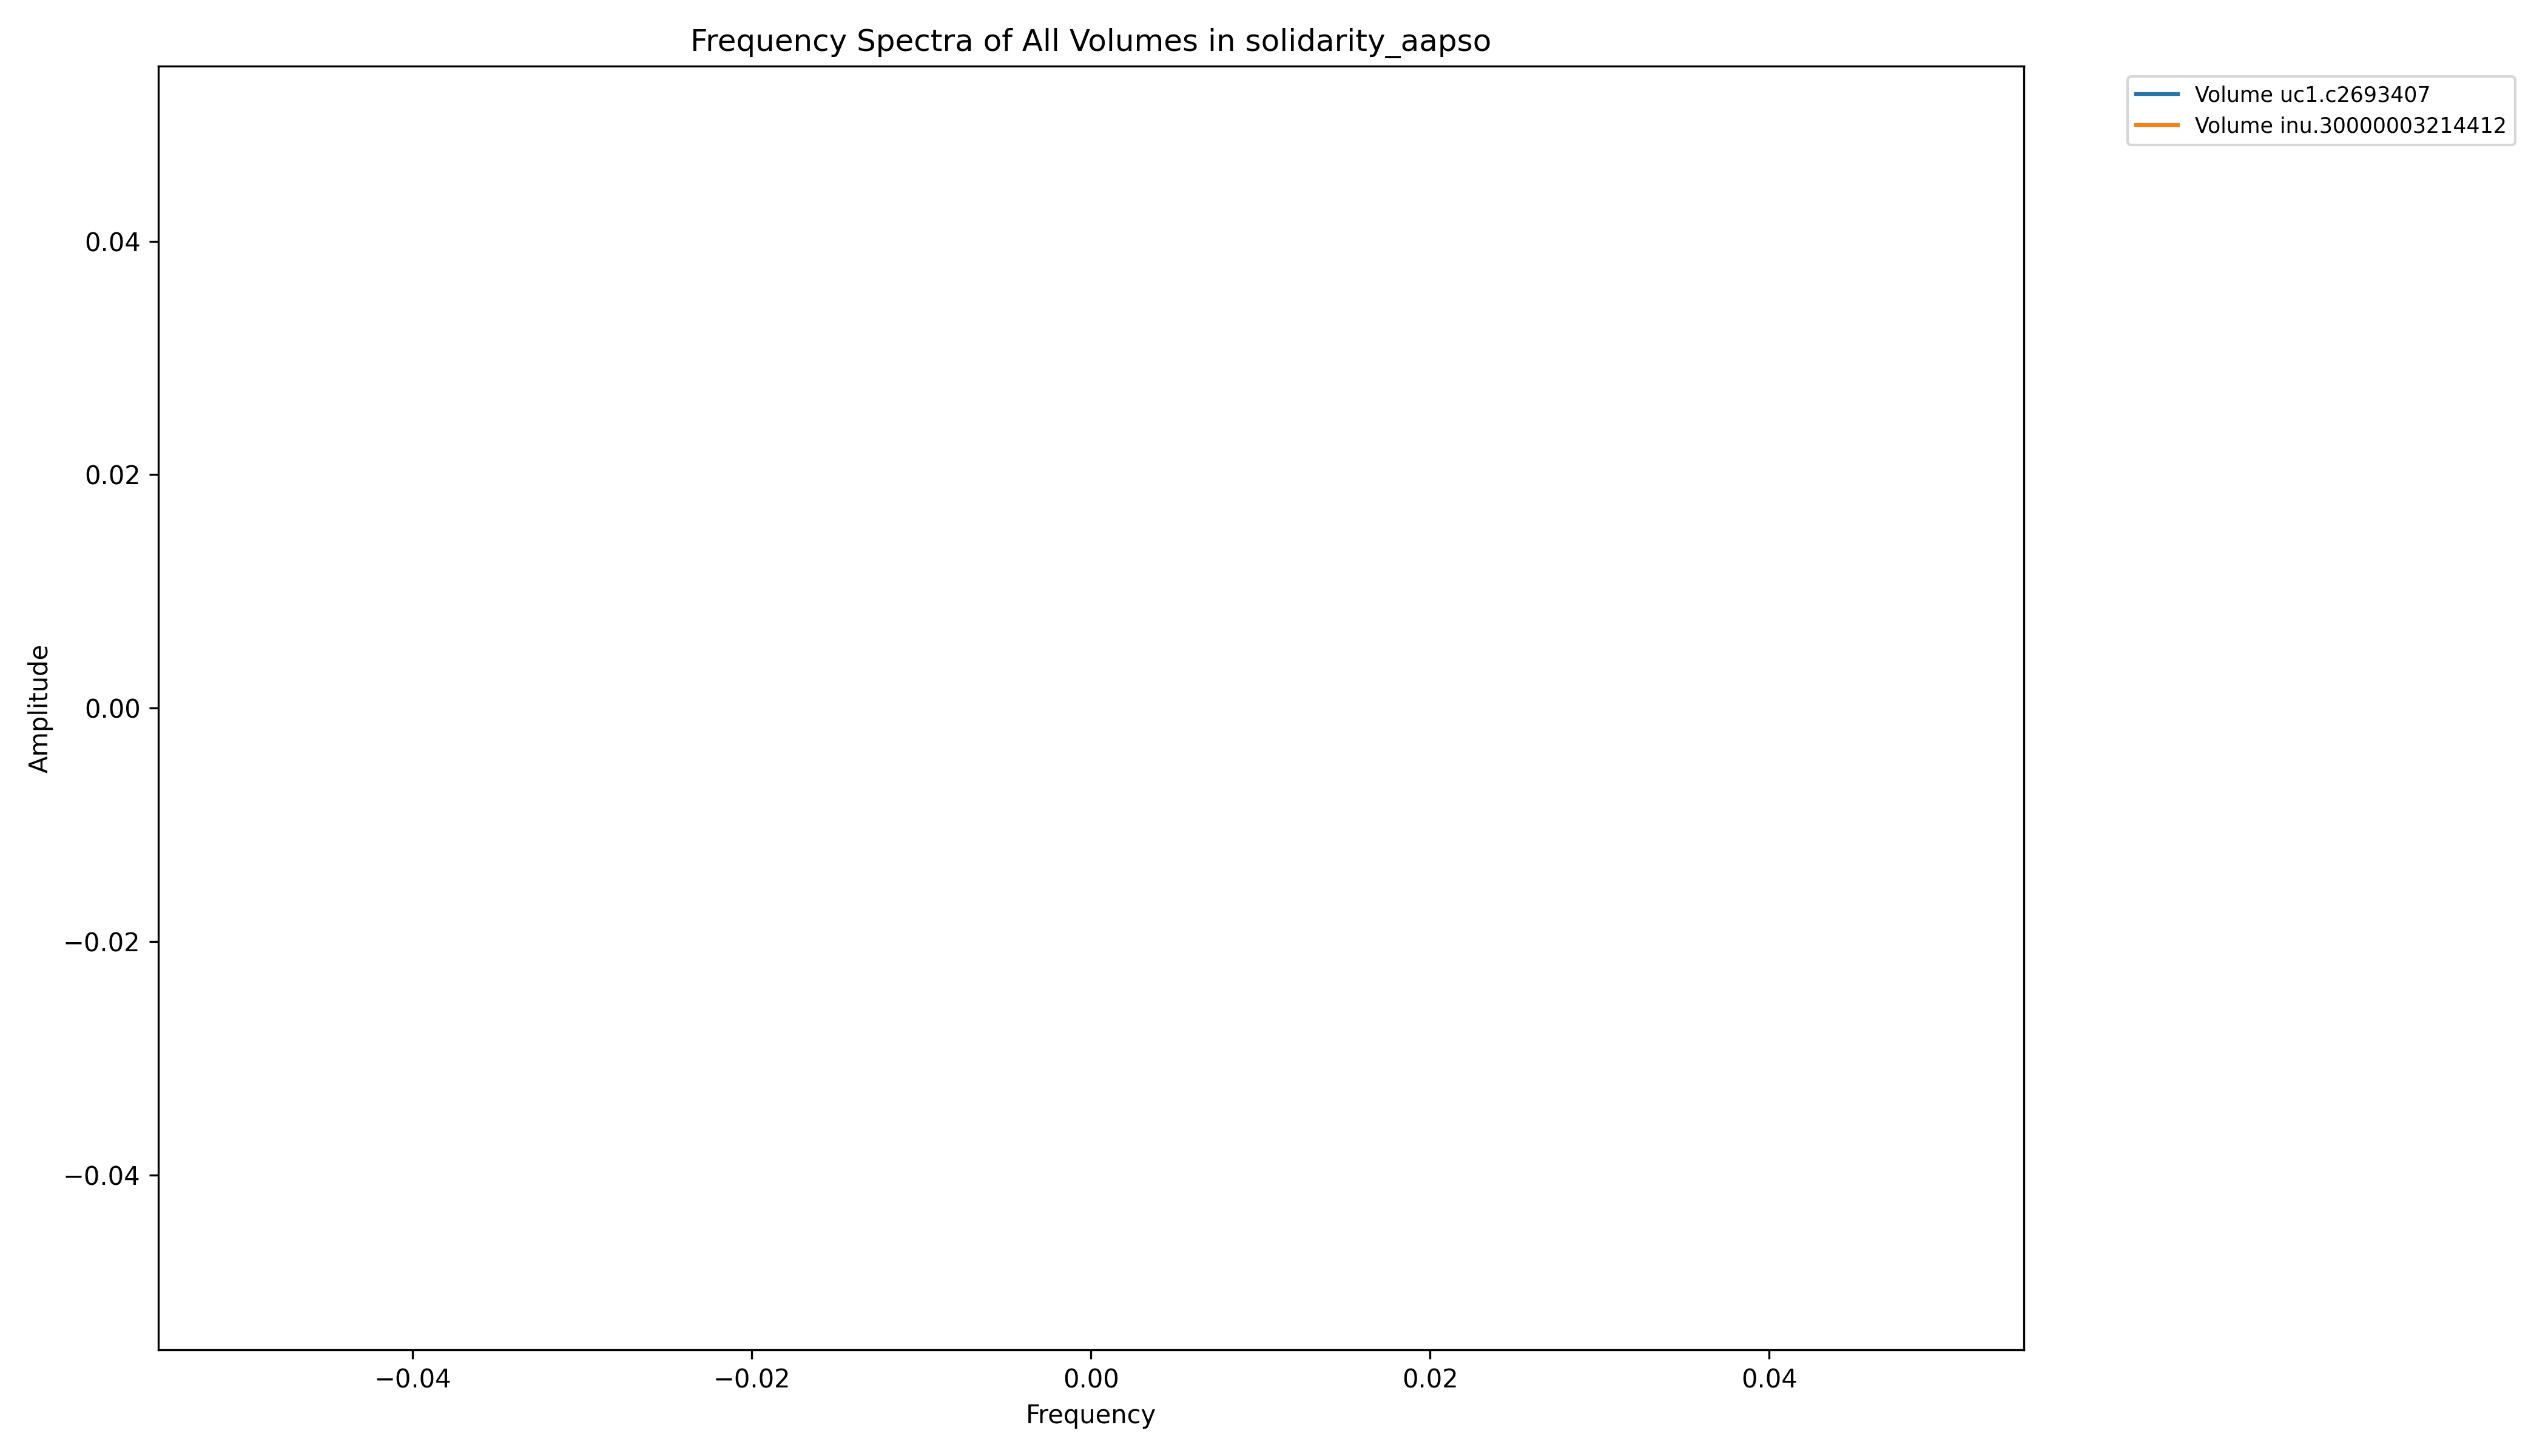 Frequency Spectra of All Volumes in solidarity_aapso
Volume uc1.c2693407
Volume inu.30000003214412
0.04
0.02
0.00
−0.02
−0.04
Amplitude
−0.04
−0.02
0.00
0.02
0.04
Frequency